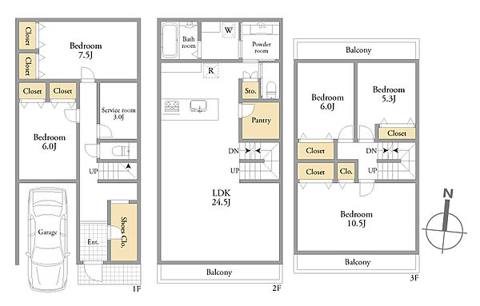 Closet
Closet
Bedroom
7.5J
Closet
Closet
Bedroom
6.0J
Service room
3.0J
UP
Garage
Ent.
Shoes Clo.
1F
Bath room
W
Powder room
R
Sto.
Pantry
DN
UP
LDK
24.5J
Balcony
2F
Balcony
Bedroom
6.0J
Bedroom
5.3J
Closet
Closet
DN
UP
Closet
Clo.
Bedroom
10.5J
Balcony
3F
N